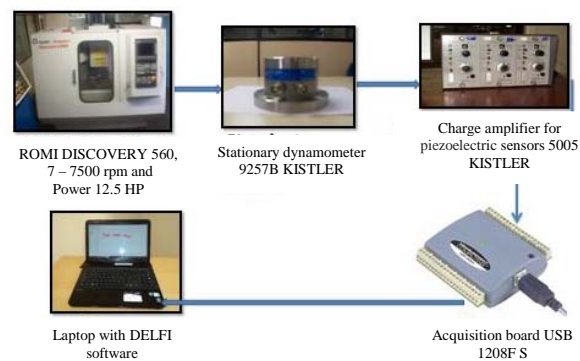 ROMI DISCOVERY 560,
7 – 7500 rpm and
Power 12.5 HP
Stationary dynamometer
9257B KISTLER
Charge amplifier for
piezoelectric sensors 5005
KISTLER
Laptop with DELFI
software
Acquisition board USB
1208F S